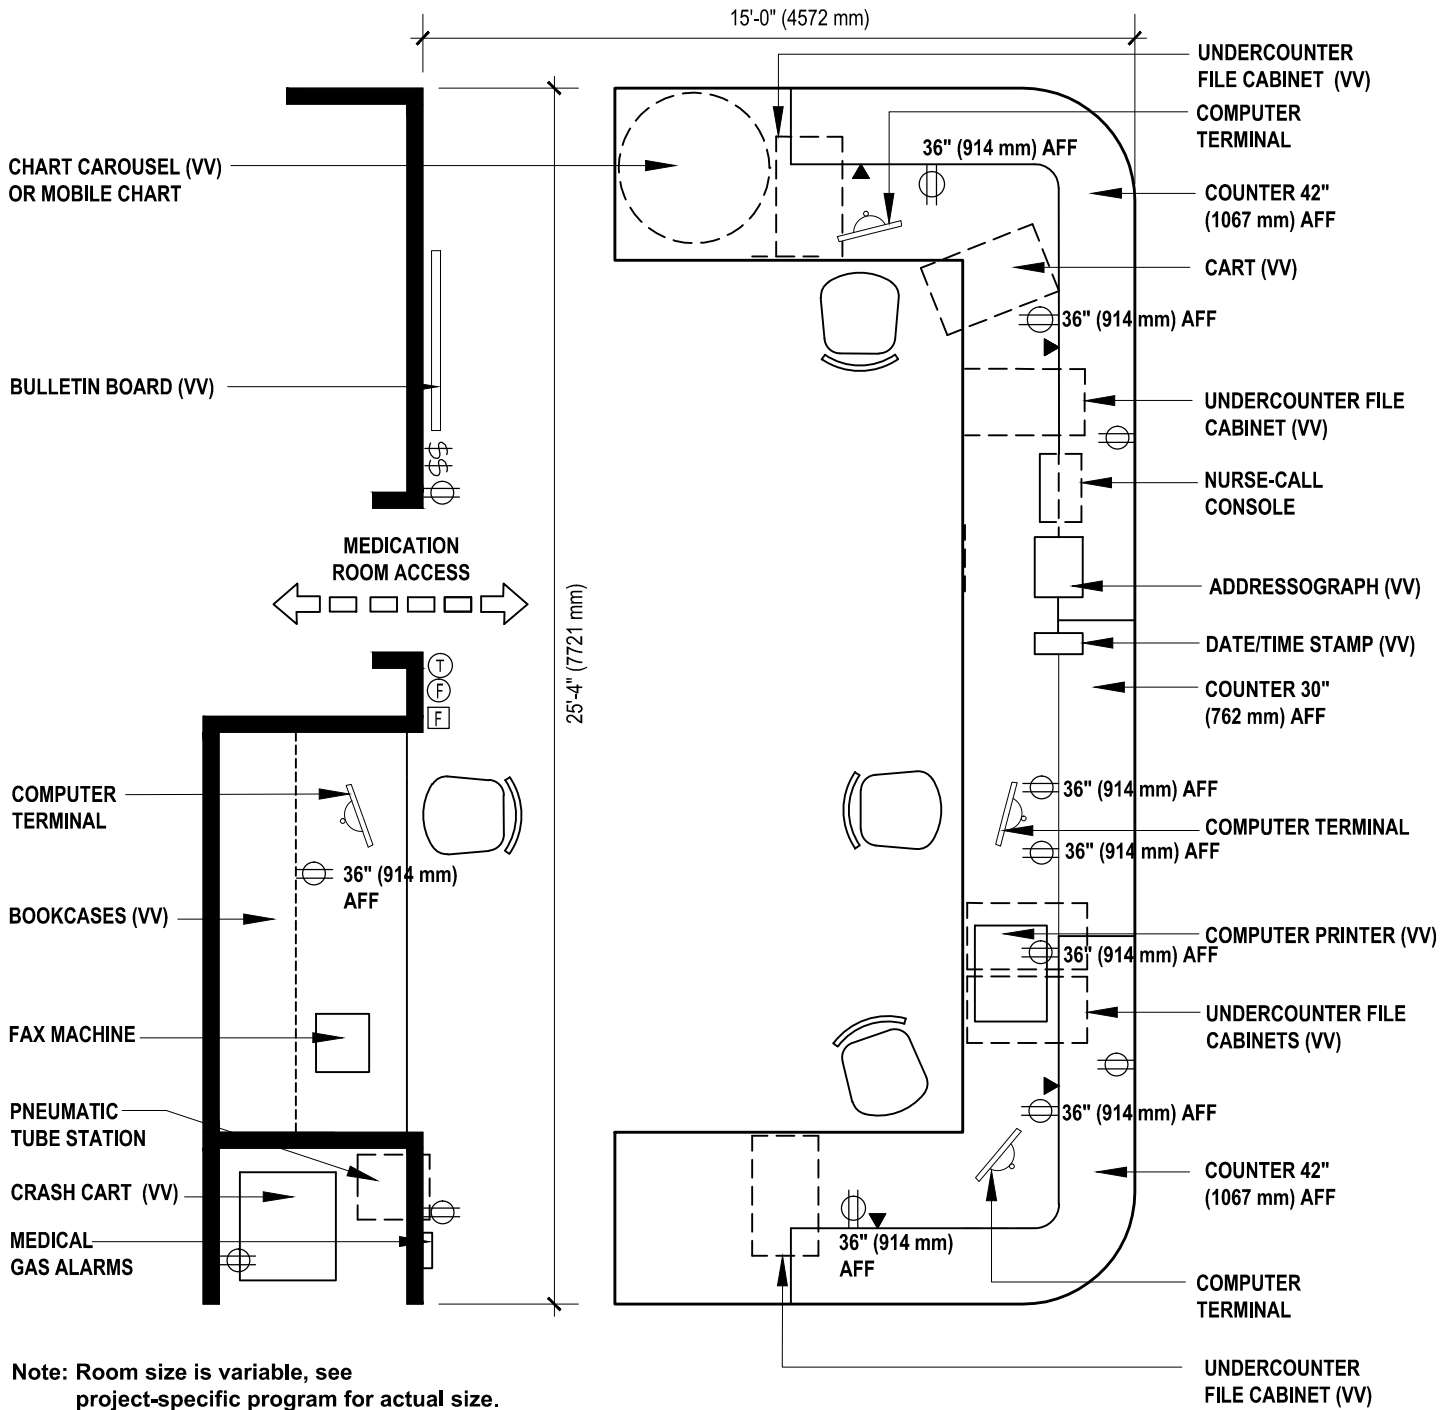 15'-0" (4572 mm)
UNDERCOUNTER
FILE CABINET (VV)
COMPUTER
TERMINAL
36" (914 mm) AFF
CHART CAROUSEL (VV)
OR MOBILE CHART
COUNTER 42"
(1067 mm) AFF
CART (VV)
36" (914 mm) AFF
BULLETIN BOARD (VV)
UNDERCOUNTER FILE
CABINET (VV)
$$
NURSE-CALL
CONSOLE
MEDICATION
ROOM ACCESS
ADDRESSOGRAPH (VV)
25'-4" (7721 mm)
DATE/TIME STAMP (VV)
T
F
F
COUNTER 30"
(762 mm) AFF
COMPUTER
TERMINAL
36" (914 mm) AFF
COMPUTER TERMINAL
36" (914 mm) AFF
36" (914 mm)
AFF
BOOKCASES (VV)
COMPUTER PRINTER (VV)
36" (914 mm) AFF
FAX MACHINE
UNDERCOUNTER FILE
CABINETS (VV)
PNEUMATIC
TUBE STATION
36" (914 mm) AFF
CRASH CART (VV)
COUNTER 42"
(1067 mm) AFF
MEDICAL
GAS ALARMS
36" (914 mm)
AFF
COMPUTER
TERMINAL
UNDERCOUNTER
FILE CABINET (VV)
Note: Room size is variable, see
project-specific program for actual size.